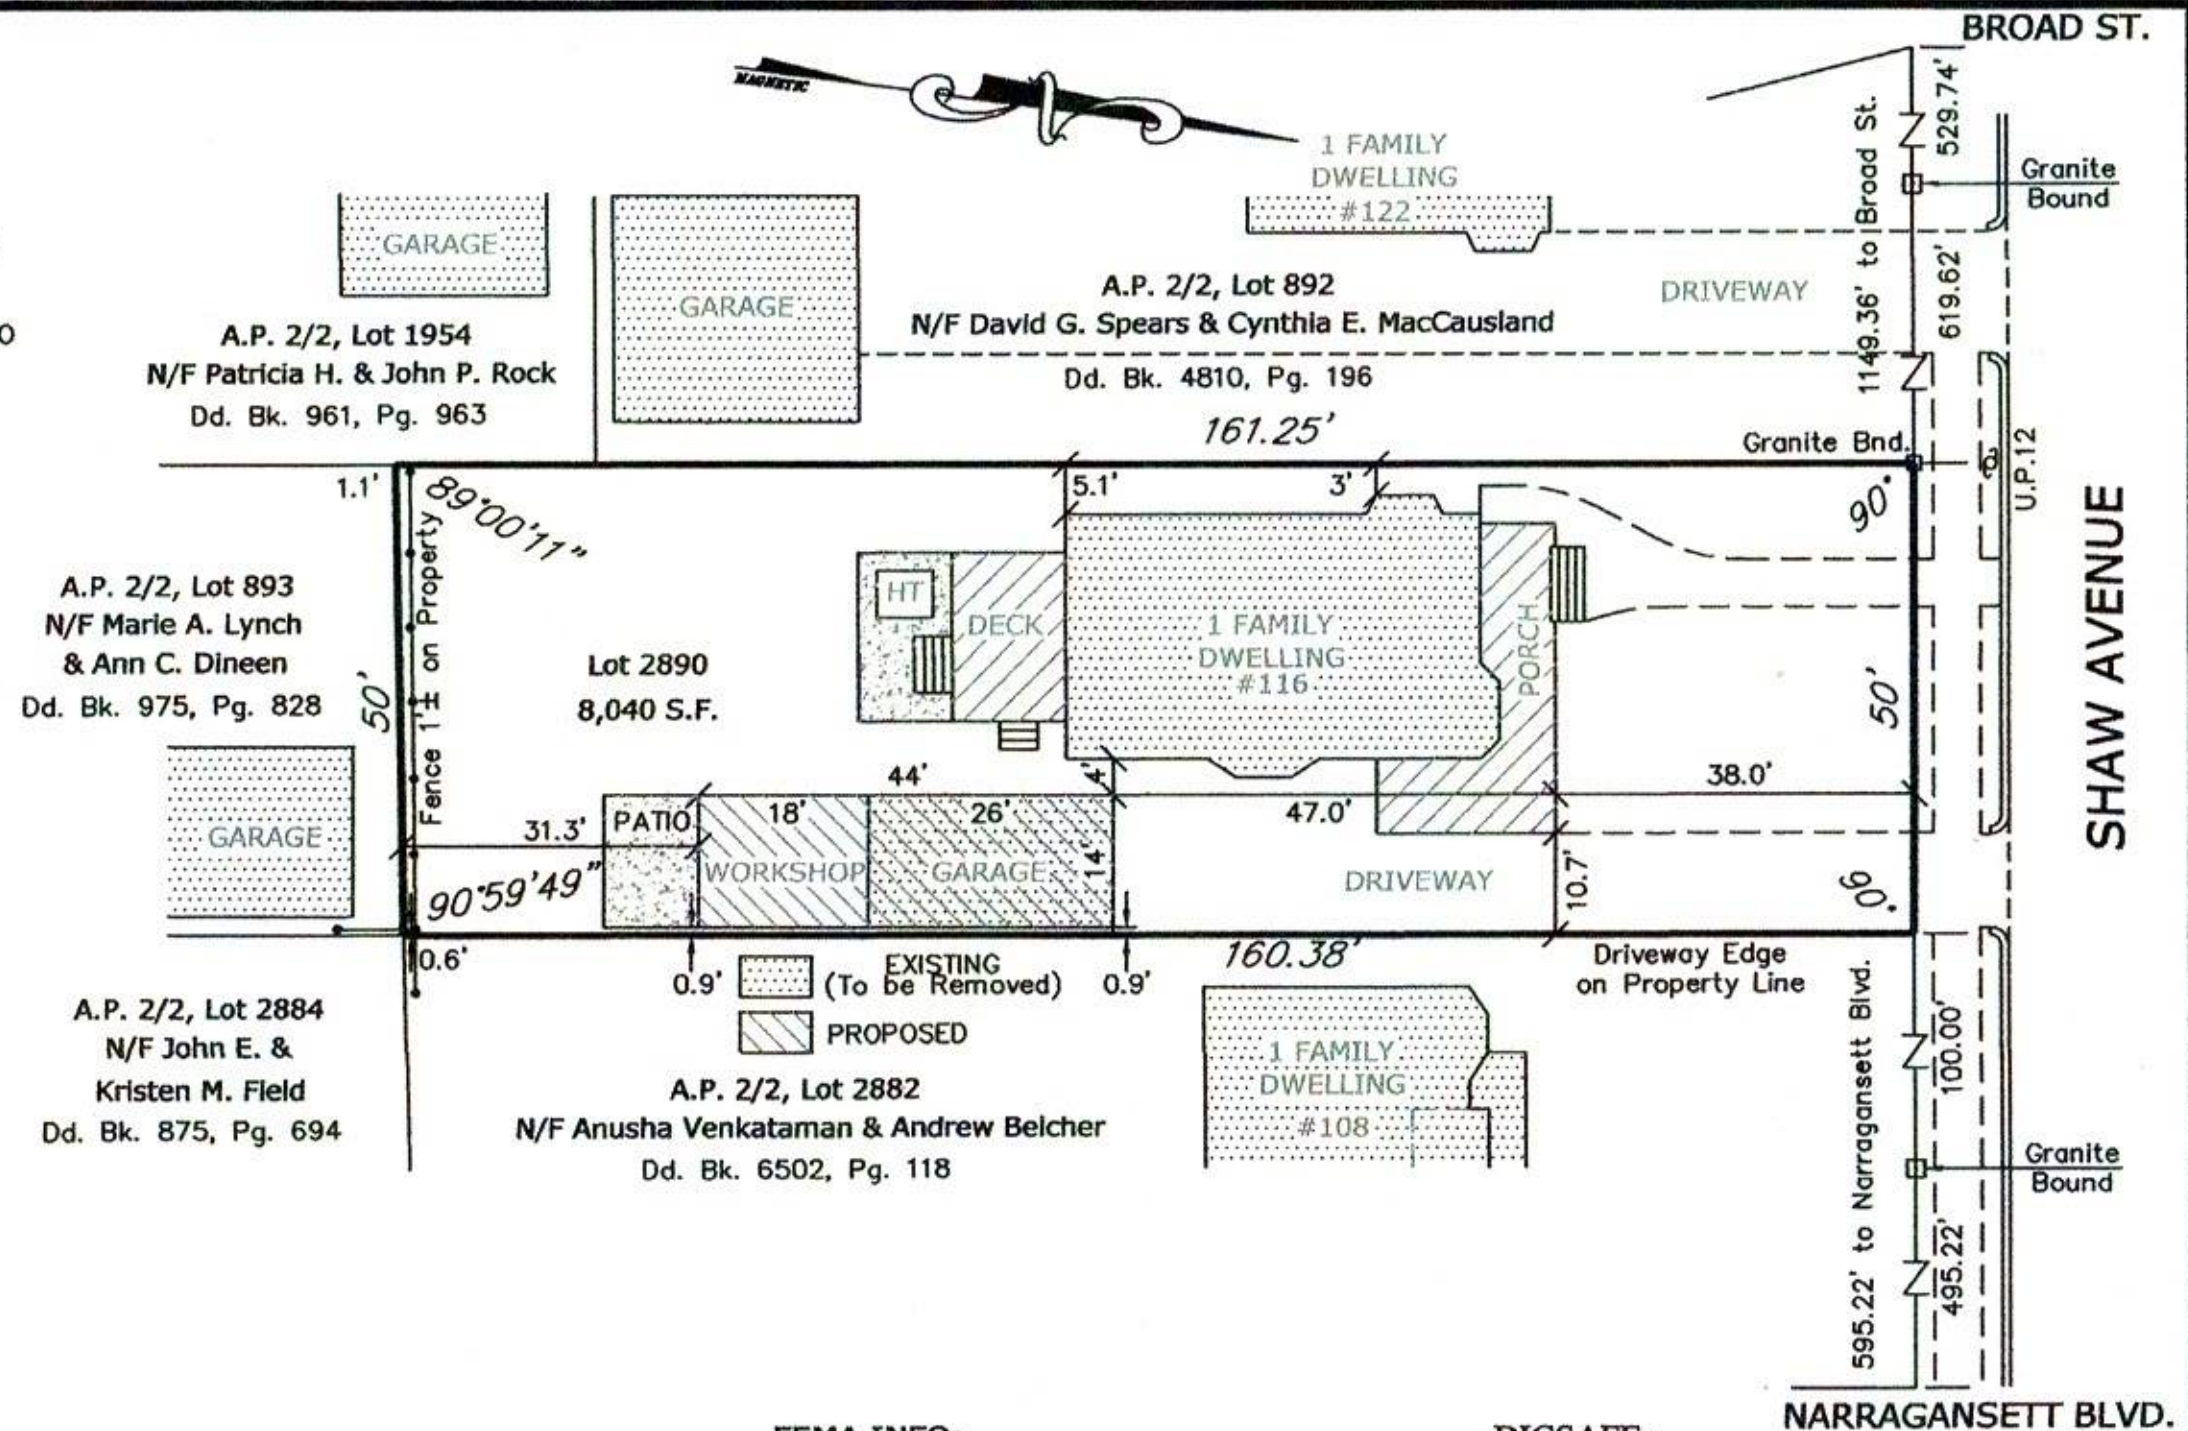 BROAD ST.
MAGNETIC
529.74'
1149.36' to Broad St.
Granite
Bound
619.62'
1 FAMILY
DWELLING
#122
GARAGE
GARAGE
DRIVEWAY
O
A.P. 2/2, Lot 1954
N/F Patricia H. & John P. Rock
Dd. Bk. 961, Pg. 963
A.P. 2/2, Lot 892
N/F David G. Spears & Cynthia E. MacCausland
Dd. Bk. 4810, Pg. 196
161.25'
Granite Bnd.
U.P.12
1.1'
89°00'11"
5.1'
3'
90°
SHAW AVENUE
A.P. 2/2, Lot 893
N/F Marie A. Lynch
& Ann C. Dineen
Dd. Bk. 975, Pg. 828
50'
Fence 1'± on Property
Lot 2890
8,040 S.F.
HT
DECK
1 FAMILY
DWELLING
#116
PORCH
50'
GARAGE
44'
4'
38.0'
31.3'
PATIO
18'
26'
47.0'
WORKSHOP
GARAGE
14'
DRIVEWAY
10.7'
90°
90°59'49"
0.6'
0.9'
EXISTING
(To be Removed)
0.9'
160.38'
Driveway Edge
on Property Line
PROPOSED
A.P. 2/2, Lot 2884
N/F John E. &
Kristen M. Field
Dd. Bk. 875, Pg. 694
A.P. 2/2, Lot 2882
N/F Anusha Venkataman & Andrew Belcher
Dd. Bk. 6502, Pg. 118
1 FAMILY
DWELLING
#108
595.22' to Narragansett Blvd.
100.00'
Granite
Bound
495.22'
NARRAGANSETT BLVD.
FEMA INFO:
DIGSAFE